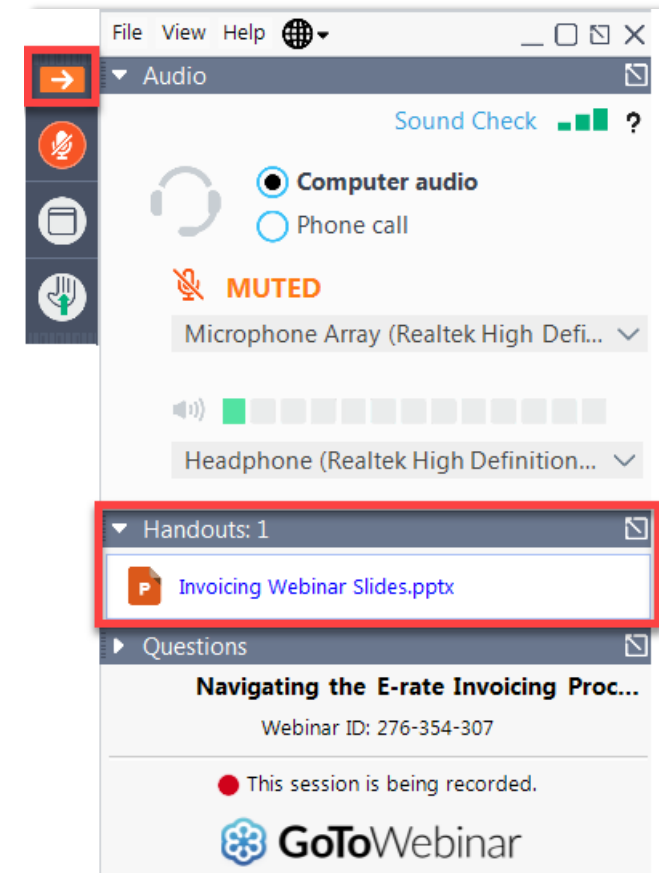 File View Help
Audio
Sound Check ?
Computer audio
Phone call
MUTED
Microphone Array (Realtek High Defi...
Headphone (Realtek High Definition...
Handouts: 1
P Invoicing Webinar Slides.pptx
Questions
Navigating the E-rate Invoicing Proc...
Webinar ID: 276-354-307
This session is being recorded.
GoToWebinar